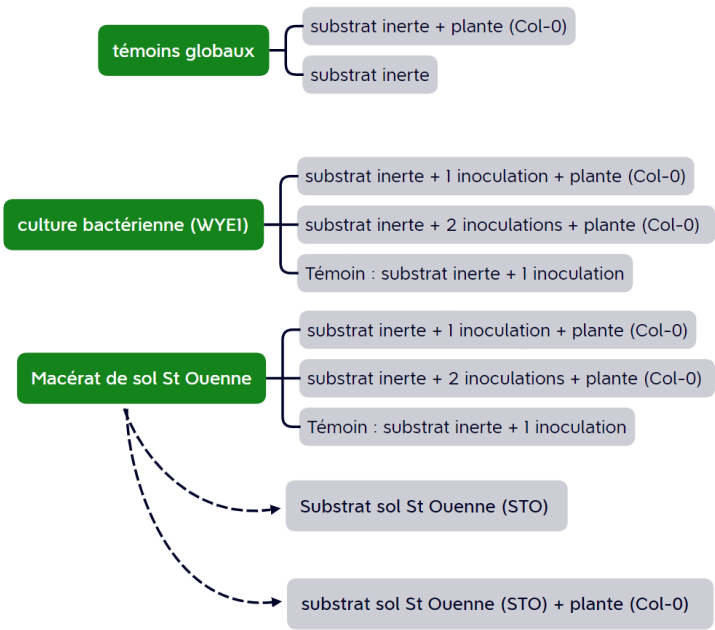 témoins globaux
substrat inerte + plante (Col-0)
substrat inerte
culture bactérienne (WYE1)
substrat inerte + 1 inoculation + plante (Col-0)
substrat inerte + 2 inoculations + plante (Col-0)
Témoin : substrat inerte + 1 inoculation
Macérat de sol St Ouenne
substrat inerte + 1 inoculation + plante (Col-0)
substrat inerte + 2 inoculations + plante (Col-0)
Témoin : substrat inerte + 1 inoculation
Substrat sol St Ouenne (STO)
substrat sol St Ouenne (STO) + plante (Col-0)